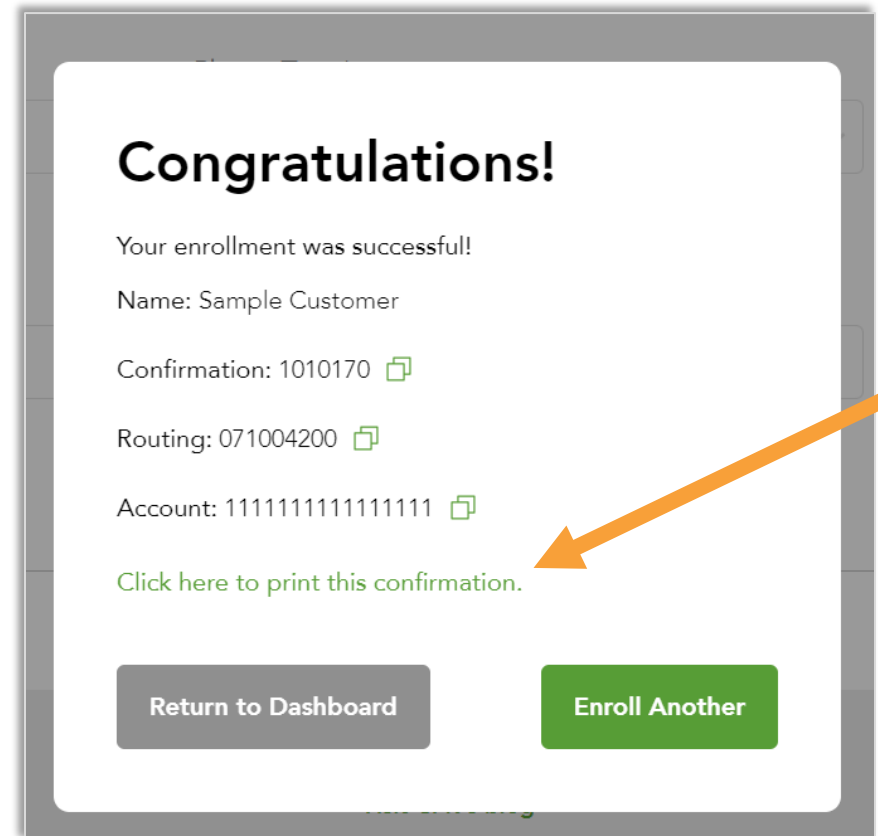 Congratulations!
Your enrollment was successful!
Name: Sample Customer
Confirmation: 1010170
Routing: 071004200
Account: 1111111111111111
Click here to print this confirmation.
Return to Dashboard
Enroll Another